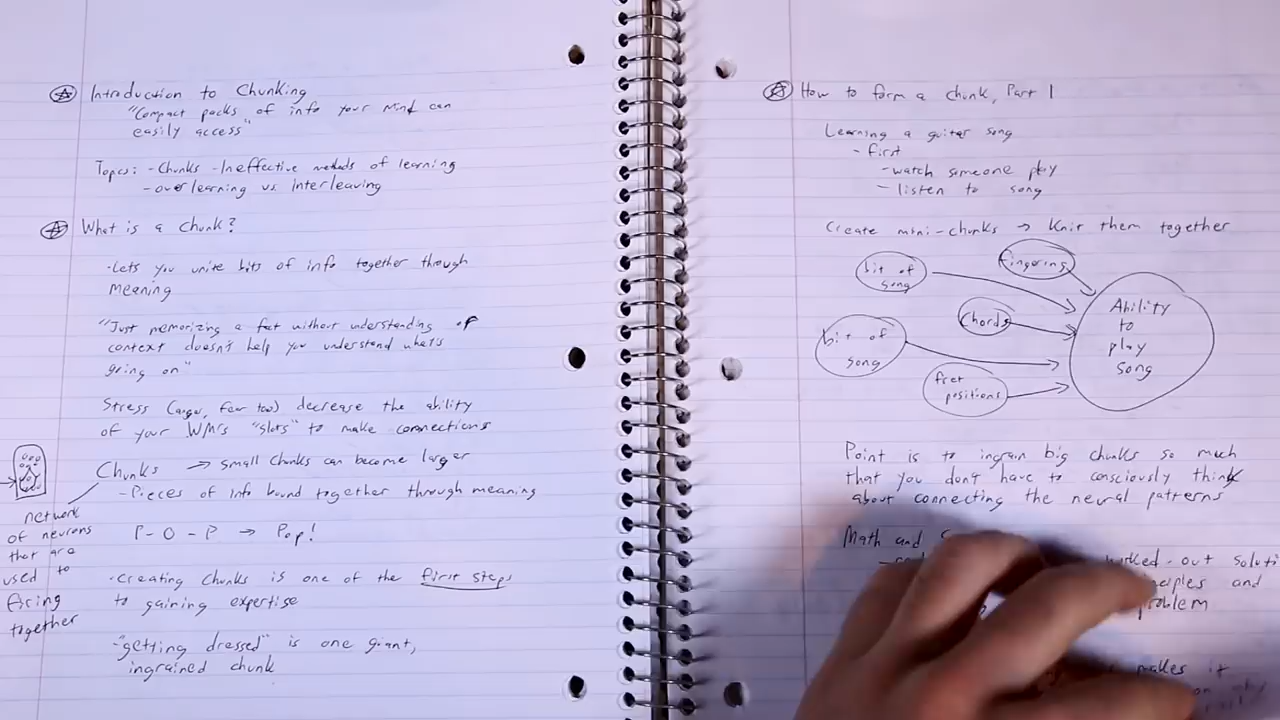 Introduction to Chunking
"Compact packs of info your mind can
easily access"
Topics: - Chunks - Ineffective methods of learning
- overlearning vs interleaving
What is a Chunk?
· Lets you unite bits of info together through
meaning
"Just memorizing a fact without understanding of
context doesn't help you understand what's
going on"
Stress (anger, fear too) decrease the ability
of your WM's "slots" to make connections
Chunks → small chunks can become larger
- Pieces of info bound together through meaning
network
of neurons
that are
used to
firing
together
P - O - P → Pop!
· Creating chunks is one of the first steps
to gaining expertise
· "getting dressed" is one giant,
ingrained chunk
How to form a chunk, Part 1
Learning a guitar song
- first
- watch someone play
- listen to song
Create mini-chunks → Knit them together
bit of
song
fingering
Chords
bit of
song
fret
positions
Ability
to
play
song
Point is to ingrain big chunks so much
that you don't have to consciously think
about connecting the neural patterns
Math and
worked-out
and
problem
makes it